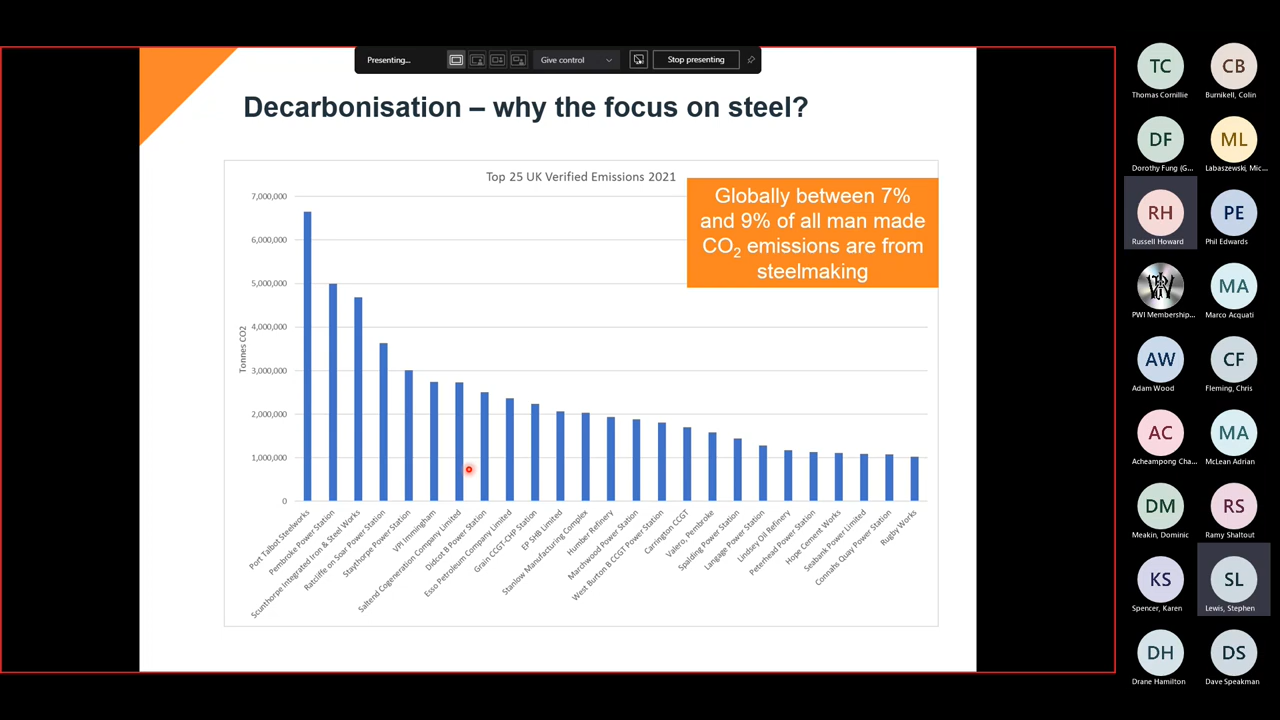 Presenting...
Give control
Stop presenting
Decarbonisation – why the focus on steel?
Top 25 UK Verified Emissions 2021
Globally between 7%
and 9% of all man made
CO2 emissions are from
steelmaking
Tonnes CO2
7,000,000
6,000,000
5,000,000
4,000,000
3,000,000
2,000,000
1,000,000
0
Port Talbot Steelworks
Pembroke Power Station
Scunthorpe Integrated Iron & Steel Works
Ratcliffe on Soar Power Station
Staythorpe Power Station
VPI Immingham
Saltend Cogeneration Company Limited
Didcot B Power Station
Esso Petroleum Company Limited
Grain CCGT-CHP Station
EP SHB Limited
Stanlow Manufacturing Complex
Humber Refinery
Marchwood Power Station
West Burton B CCGT Power Station
Carrington CCGT
Valero, Pembroke
Spalding Power Station
Langage Power Station
Lindsey Oil Refinery
Peterhead Power Station
Hope Cement Works
Seabank Power Limited
Connahs Quay Power Station
Rugby Works
TC
Thomas Cornillie
CB
Burnikell, Colin
DF
Dorothy Fung (G...
ML
Labaszewski, Mic...
RH
Russell Howard
PE
Phil Edwards
PWI Membership...
MA
Marco Acquati
AW
Adam Wood
CF
Fleming, Chris
AC
Acheampong Cha...
MA
McLean Adrian
DM
Meakin, Dominic
RS
Ramy Shaltout
KS
Spencer, Karen
SL
Lewis, Stephen
DH
Drane Hamilton
DS
Dave Speakman